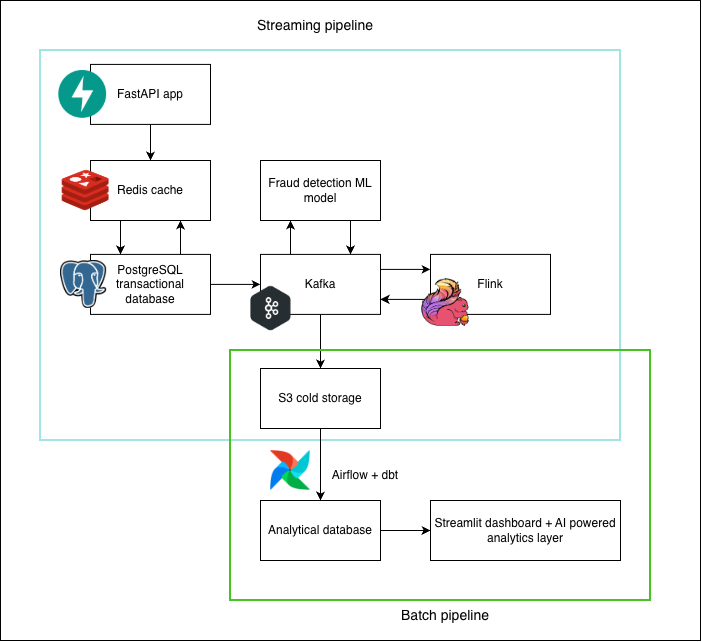 Streaming pipeline
FastAPI app
Redis cache
Fraud detection ML
model
PostgreSQL
transactional
database
Kafka
Flink
S3 cold storage
Airflow + dbt
Analytical database
Streamlit dashboard + AI powered
analytics layer
Batch pipeline